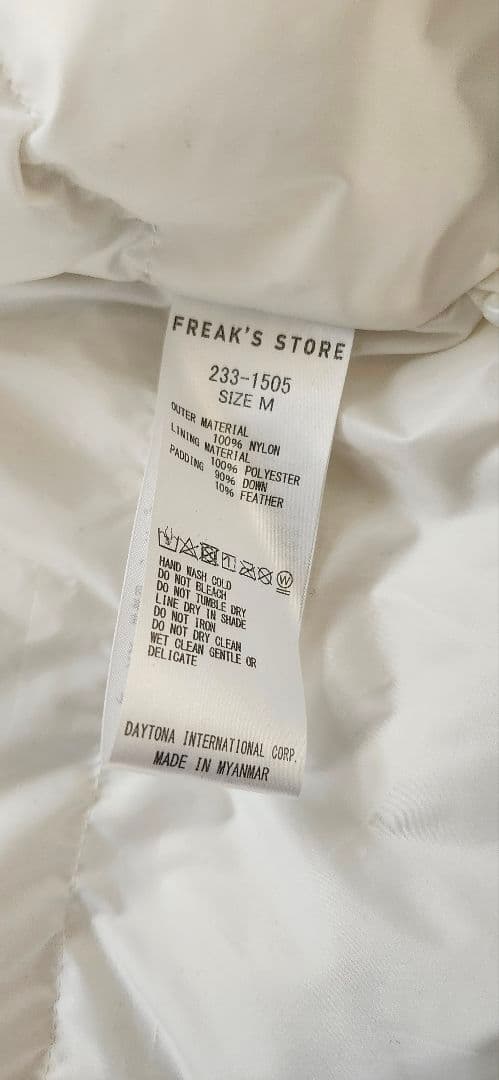 FREAK'S STORE
233-1505
SIZE M
OUTER MATERIAL
100% NYLON
LINING MATERIAL
100% POLYESTER
PADDING
90% DOWN
10% FEATHER
W
HAND WASH COLD
DO NOT BLEACH
DO NOT TUMBLE DRY
LINE DRY IN SHADE
DO NOT IRON
DO NOT DRY CLEAN
WET CLEAN GENTLE OR
DELICATE
DAYTONA INTERNATIONAL CORP.
MADE IN MYANMAR